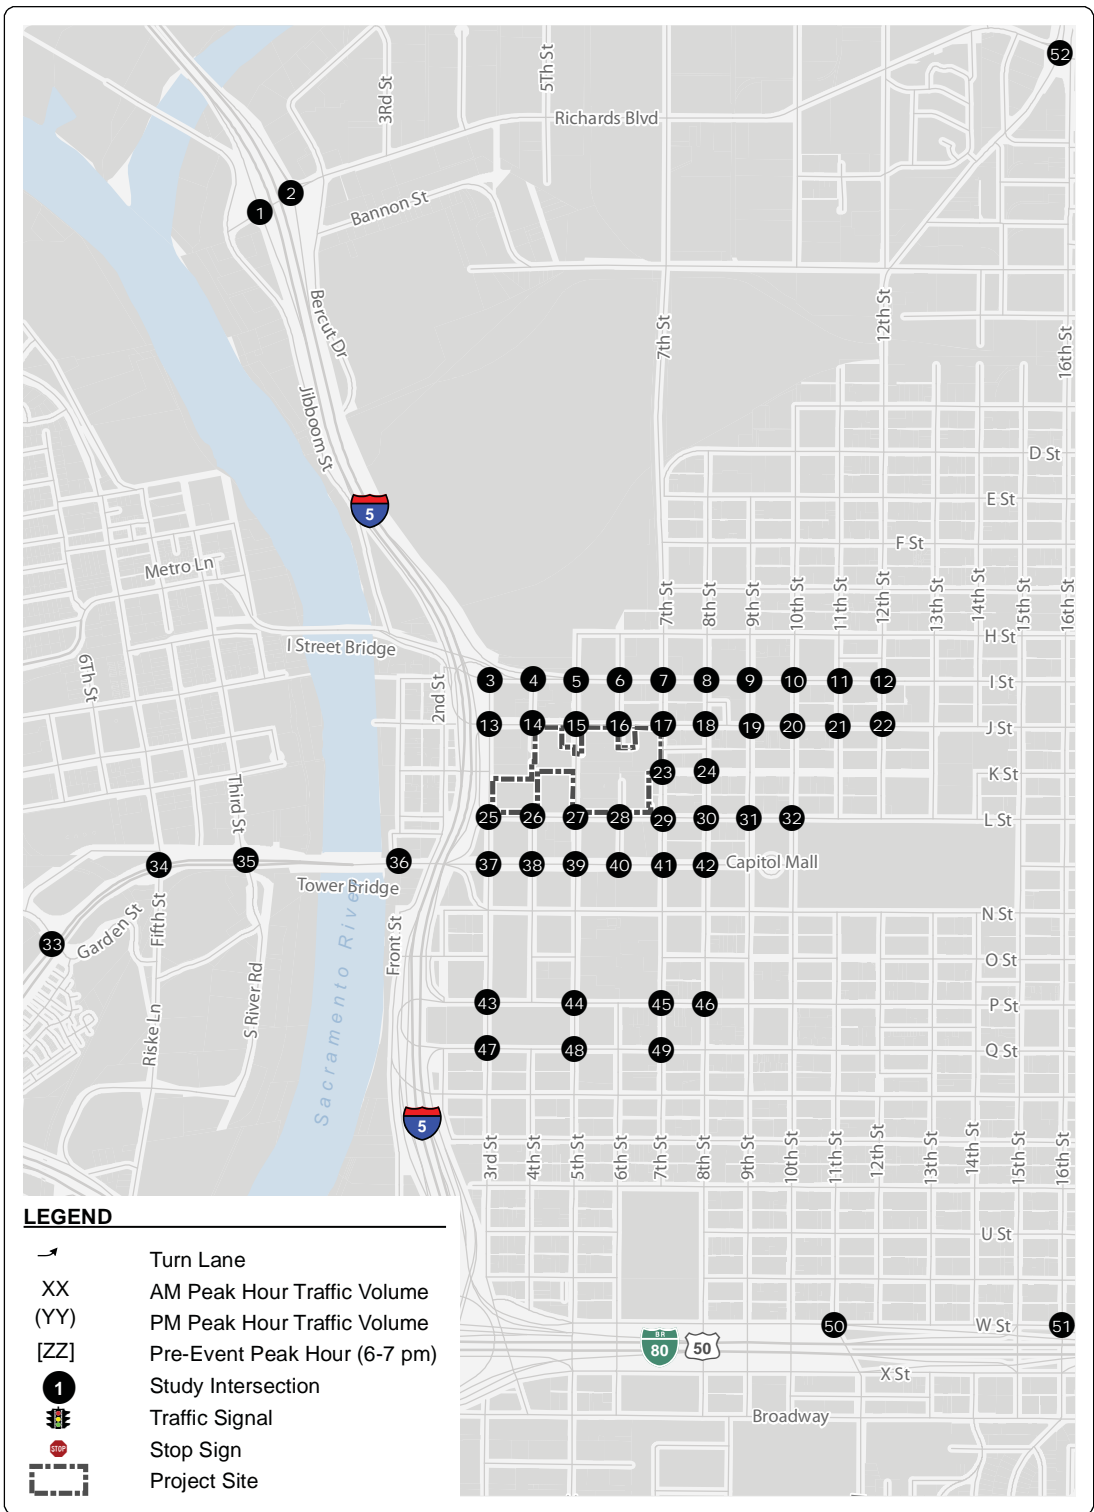 52
5Th St
3Rd St
Richards Blvd
2
1
Bannon St
12th St
7th St
Bercut Dr
16th St
Jibboom St
D St
E St
5
F St
Metro Ln
7th St
8th St
9th St
10th St
11th St
12th St
13th St
14th St
15th St
16th St
H St
I Street Bridge
6Th St
2nd St
3 4 5 6 7 8 9 10 11 12
I St
13 14 15 16 17 18 19 20 21 22
J St
23 24
K St
Third St
25 26 27 28 29 30 31 32
L St
34 35 36 37 38 39 40 41 42
Capitol Mall
Tower Bridge
Garden St
Fifth St
33
N St
Front St
O St
S River Rd
Riske Ln
Sacramento River
43 44 45 46
P St
47 48 49
Q St
5
3rd St
4th St
5th St
6th St
7th St
8th St
9th St
10th St
11th St
12th St
13th St
14th St
15th St
16th St
U St
50
W St
51
BR
80
50
X St
Broadway
LEGEND
Turn Lane
XX AM Peak Hour Traffic Volume
(YY) PM Peak Hour Traffic Volume
[ZZ] Pre-Event Peak Hour (6-7 pm)
1 Study Intersection
Traffic Signal
STOP Stop Sign
Project Site